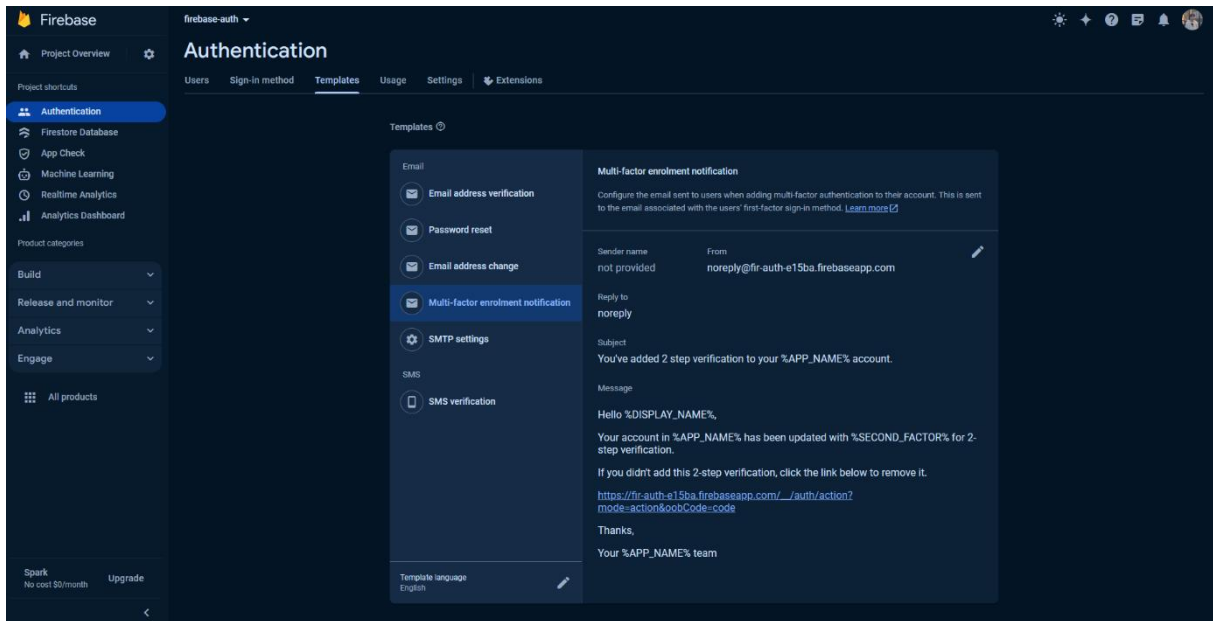 Firebase
Project Overview
Project shortcuts
Authentication
Firestore Database
App Check
Machine Learning
Realtime Analytics
Analytics Dashboard
Product categories
Build
Release and monitor
Analytics
Engage
All products
Spark
No cost $0/month
Upgrade
firebase-auth
Authentication
Users Sign-in method Templates Usage Settings Extensions
Templates
Email
Email address verification
Password reset
Email address change
Multi-factor enrolment notification
SMTP settings
SMS
SMS verification
Template language
English
Multi-factor enrolment notification
Configure the email sent to users when adding multi-factor authentication to their account. This is sent
to the email associated with the users' first-factor sign-in method. Learn more
Sender name From
not provided noreply@fir-auth-e15ba.firebaseapp.com
Reply to
noreply
Subject
You've added 2 step verification to your %APP_NAME% account.
Message
Hello %DISPLAY_NAME%,
Your account in %APP_NAME% has been updated with %SECOND_FACTOR% for 2-
step verification.
If you didn't add this 2-step verification, click the link below to remove it.
https://fir-auth-e15ba.firebaseapp.com/__/auth/action?
mode=action&oobCode=code
Thanks,
Your %APP_NAME% team